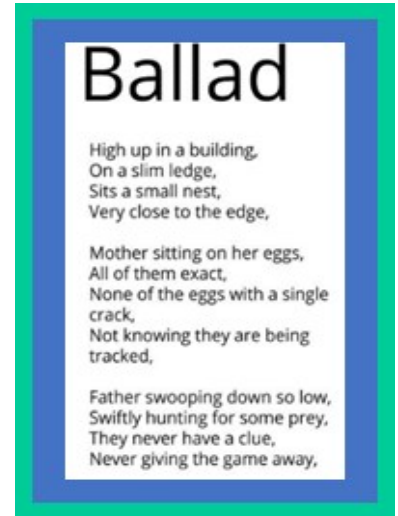 Ballad
High up in a building,
On a slim ledge,
Sits a small nest,
Very close to the edge,
Mother sitting on her eggs,
All of them exact,
None of the eggs with a single
crack,
Not knowing they are being
tracked,
Father swooping down so low,
Swiftly hunting for some prey,
They never have a clue,
Never giving the game away,